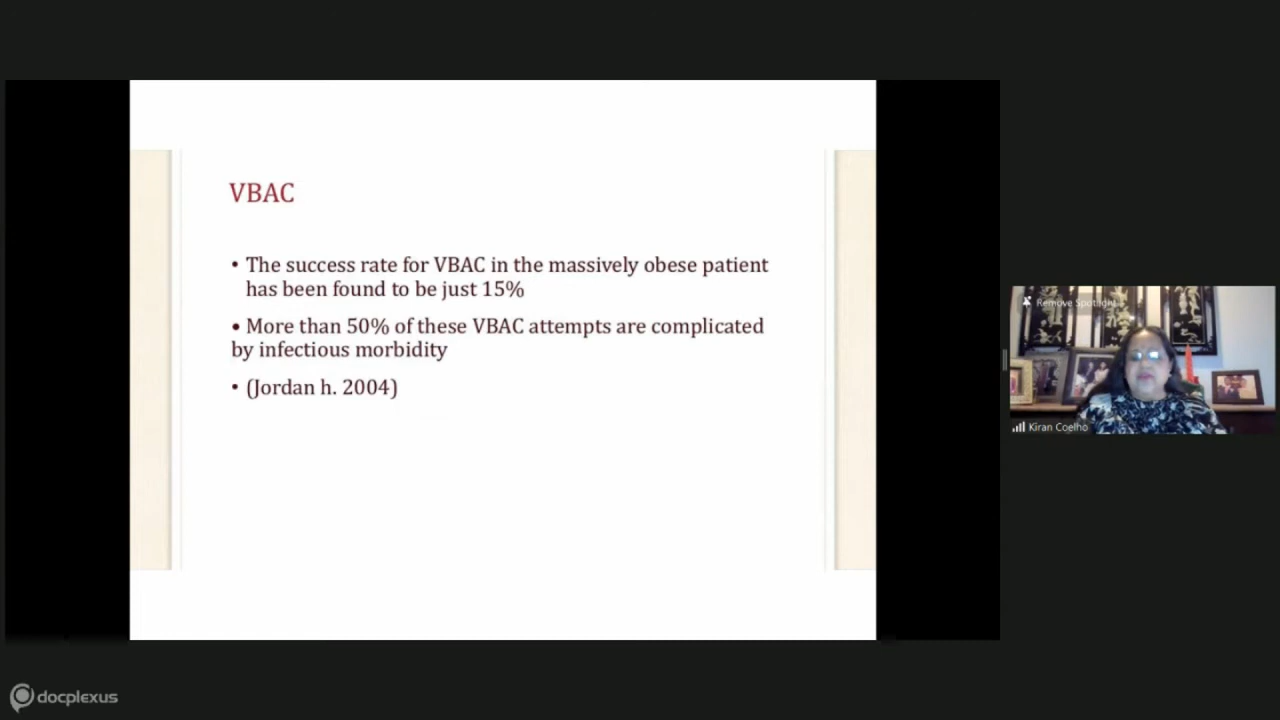 VBAC
• The success rate for VBAC in the massively obese patient
has been found to be just 15%
• More than 50% of these VBAC attempts are complicated
by infectious morbidity
• (Jordan h. 2004)
Remove Spotlight
Kiran Coelho
docplexus